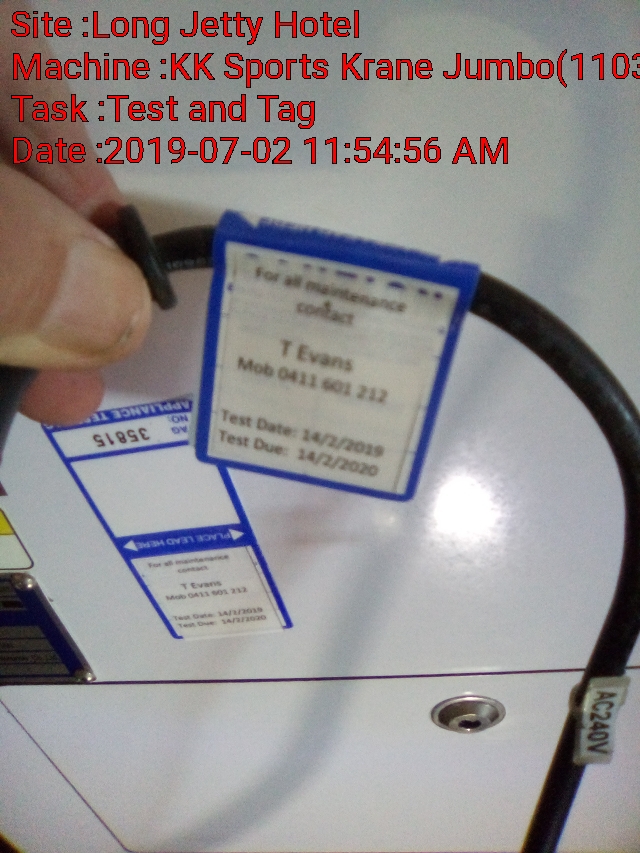 Site :Long Jetty Hotel
Machine :KK Sports Krane Jumbo(1103
Task :Test and Tag
Date :2019-07-02 11:54:56 AM
For all maintenance
contact
T Evans
Mob 0411 601 212
Test Date: 14/2/2019
Test Due: 14/2/2020
APPLIANCE
NO:
35815
PLACE LEAD HERE
For all maintenance
contact
T Evans
Mob 0411 601 212
Test Date: 14/2/2019
Test Due: 14/2/2020
AC240V